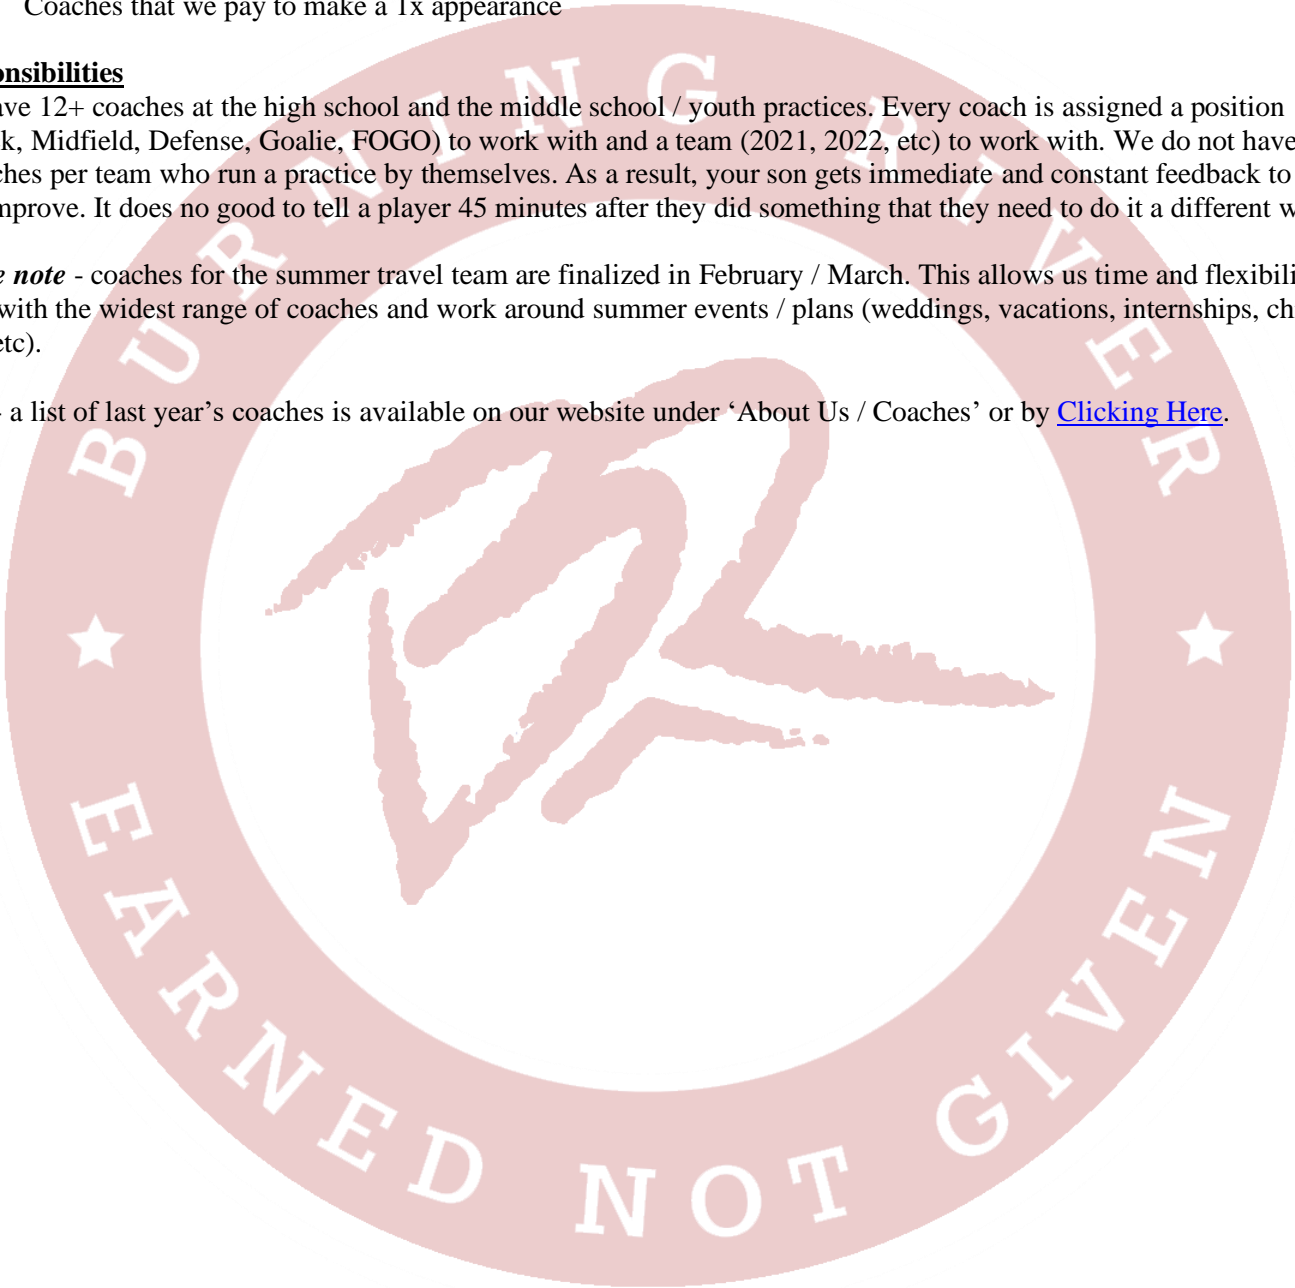 Coaches that we pay to make a 1x appearance
onsibilities
ave 12+ coaches at the high school and the middle school / youth practices. Every coach is assigned a position
k, Midfield, Defense, Goalie, FOGO) to work with and a team (2021, 2022, etc) to work with. We do not have
ches per team who run a practice by themselves. As a result, your son gets immediate and constant feedback to
mprove. It does no good to tell a player 45 minutes after they did something that they need to do it a different w
e note - coaches for the summer travel team are finalized in February / March. This allows us time and flexibili
with the widest range of coaches and work around summer events / plans (weddings, vacations, internships, ch
etc).
- a list of last year’s coaches is available on our website under ‘About Us / Coaches’ or by Clicking Here.
BURNING RIVER
BR
EARNED NOT GIVEN